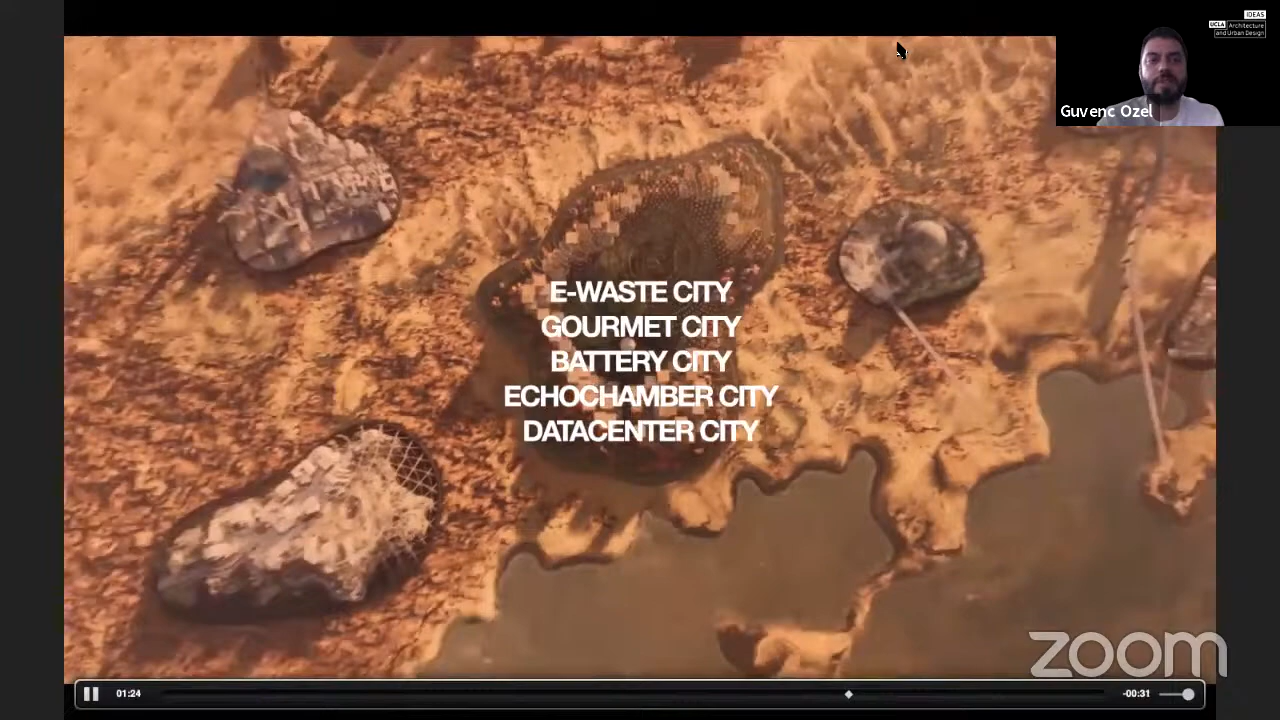 IDEAS
UCLA Architecture
and Urban Design
Guvenc Ozel
E-WASTE CITY
GOURMET CITY
BATTERY CITY
ECHOCHAMBER CITY
DATACENTER CITY
zoom
01:24
-00:31